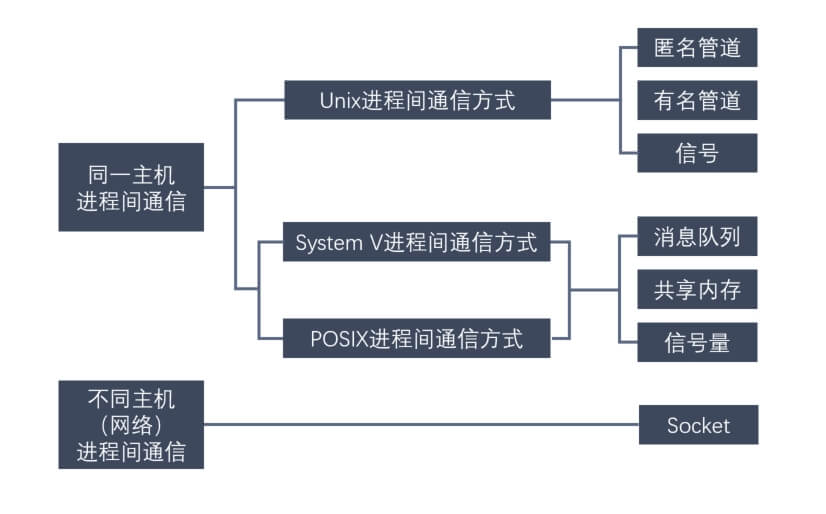 匿名管道
Unix进程间通信方式
有名管道
信号
同一主机
进程间通信
System V进程间通信方式
消息队列
共享内存
POSIX进程间通信方式
信号量
不同主机
（网络）
进程间通信
Socket